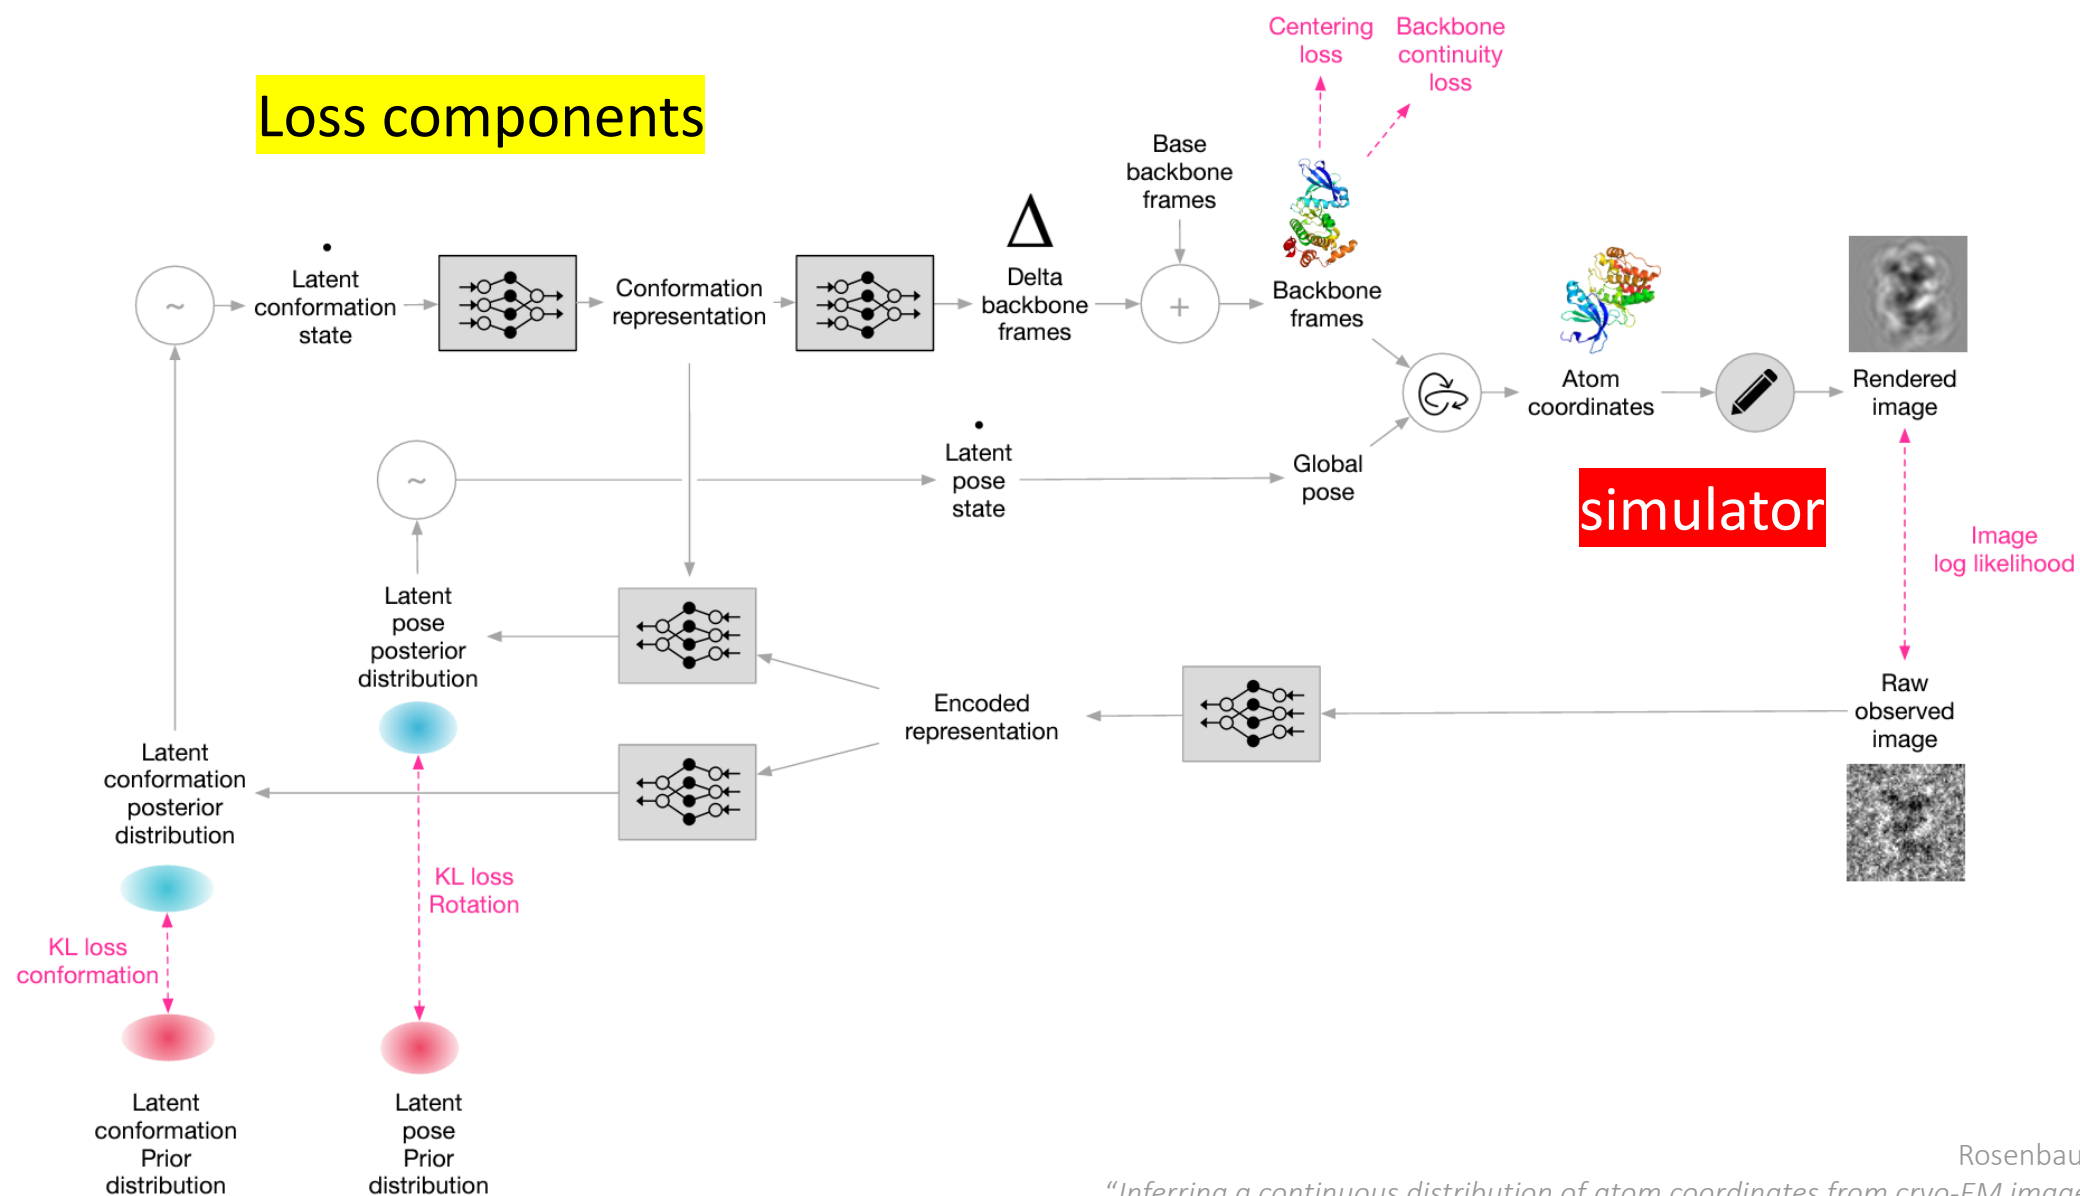 Centering
loss
Backbone
continuity
loss
Loss components
Base
backbone
frames
Δ
~
Latent
conformation
state
Conformation
representation
Delta
backbone
frames
+
Backbone
frames
Atom
coordinates
Rendered
image
~
Latent
pose
state
Global
pose
simulator
Image
log likelihood
Latent
pose
posterior
distribution
Encoded
representation
Raw
observed
image
Latent
conformation
posterior
distribution
KL loss
Rotation
KL loss
conformation
Latent
conformation
Prior
distribution
Latent
pose
Prior
distribution
Rosenbau
“Inferring a continuous distribution of atom coordinates from cryo-EM image